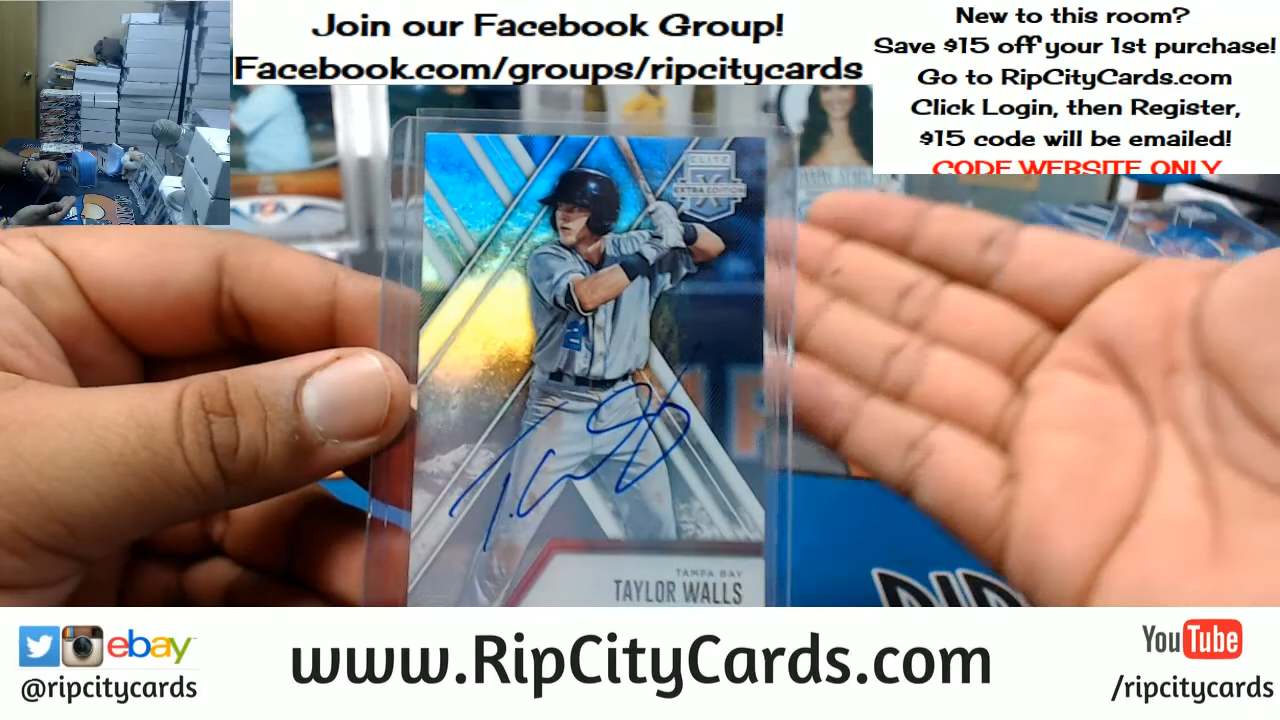 Join our Facebook Group!
Facebook.com/groups/ripcitycards
New to this room?
Save $15 off your 1st purchase!
Go to RipCityCards.com
Click Login, then Register,
$15 code will be emailed!
CODE WEBSITE ONLY
ELITE
EXTRA EDITION
TAMPA BAY
TAYLOR WALLS
ebay
@ripcitycards
www.RipCityCards.com
YouTube
/ripcitycards